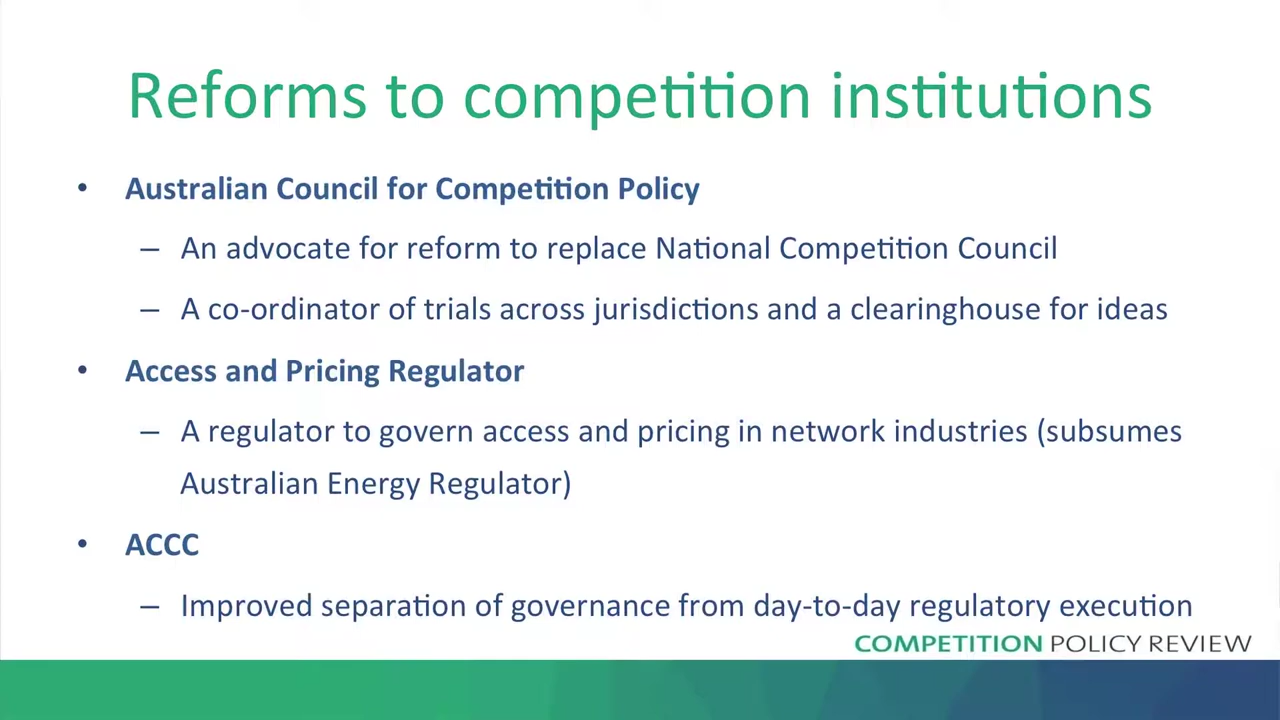 Reforms to competition institutions
• Australian Council for Competition Policy
– An advocate for reform to replace National Competition Council
– A co-ordinator of trials across jurisdictions and a clearinghouse for ideas
• Access and Pricing Regulator
– A regulator to govern access and pricing in network industries (subsumes
Australian Energy Regulator)
• ACCC
– Improved separation of governance from day-to-day regulatory execution
COMPETITION POLICY REVIEW